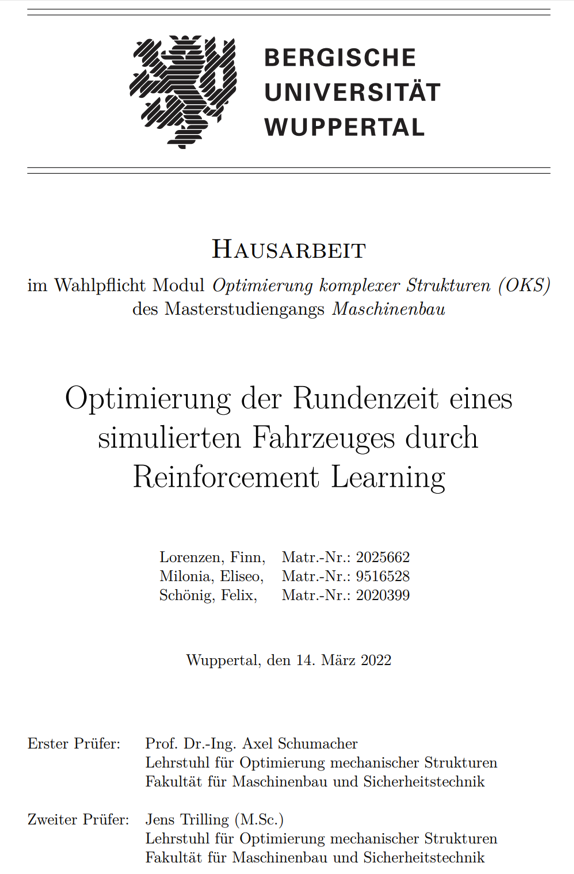 BERGISCHE
UNIVERSITÄT
WUPPERTAL
HAUSARBEIT
im Wahlpflicht Modul Optimierung komplexer Strukturen (OKS)
des Masterstudiengangs Maschinenbau
Optimierung der Rundenzeit eines
simulierten Fahrzeuges durch
Reinforcement Learning
Lorenzen, Finn, Matr.-Nr.: 2025662
Milonia, Eliseo, Matr.-Nr.: 9516528
Schönig, Felix, Matr.-Nr.: 2020399
Wuppertal, den 14. März 2022
Erster Prüfer: Prof. Dr.-Ing. Axel Schumacher
Lehrstuhl für Optimierung mechanischer Strukturen
Fakultät für Maschinenbau und Sicherheitstechnik
Zweiter Prüfer: Jens Trilling (M.Sc.)
Lehrstuhl für Optimierung mechanischer Strukturen
Fakultät für Maschinenbau und Sicherheitstechnik